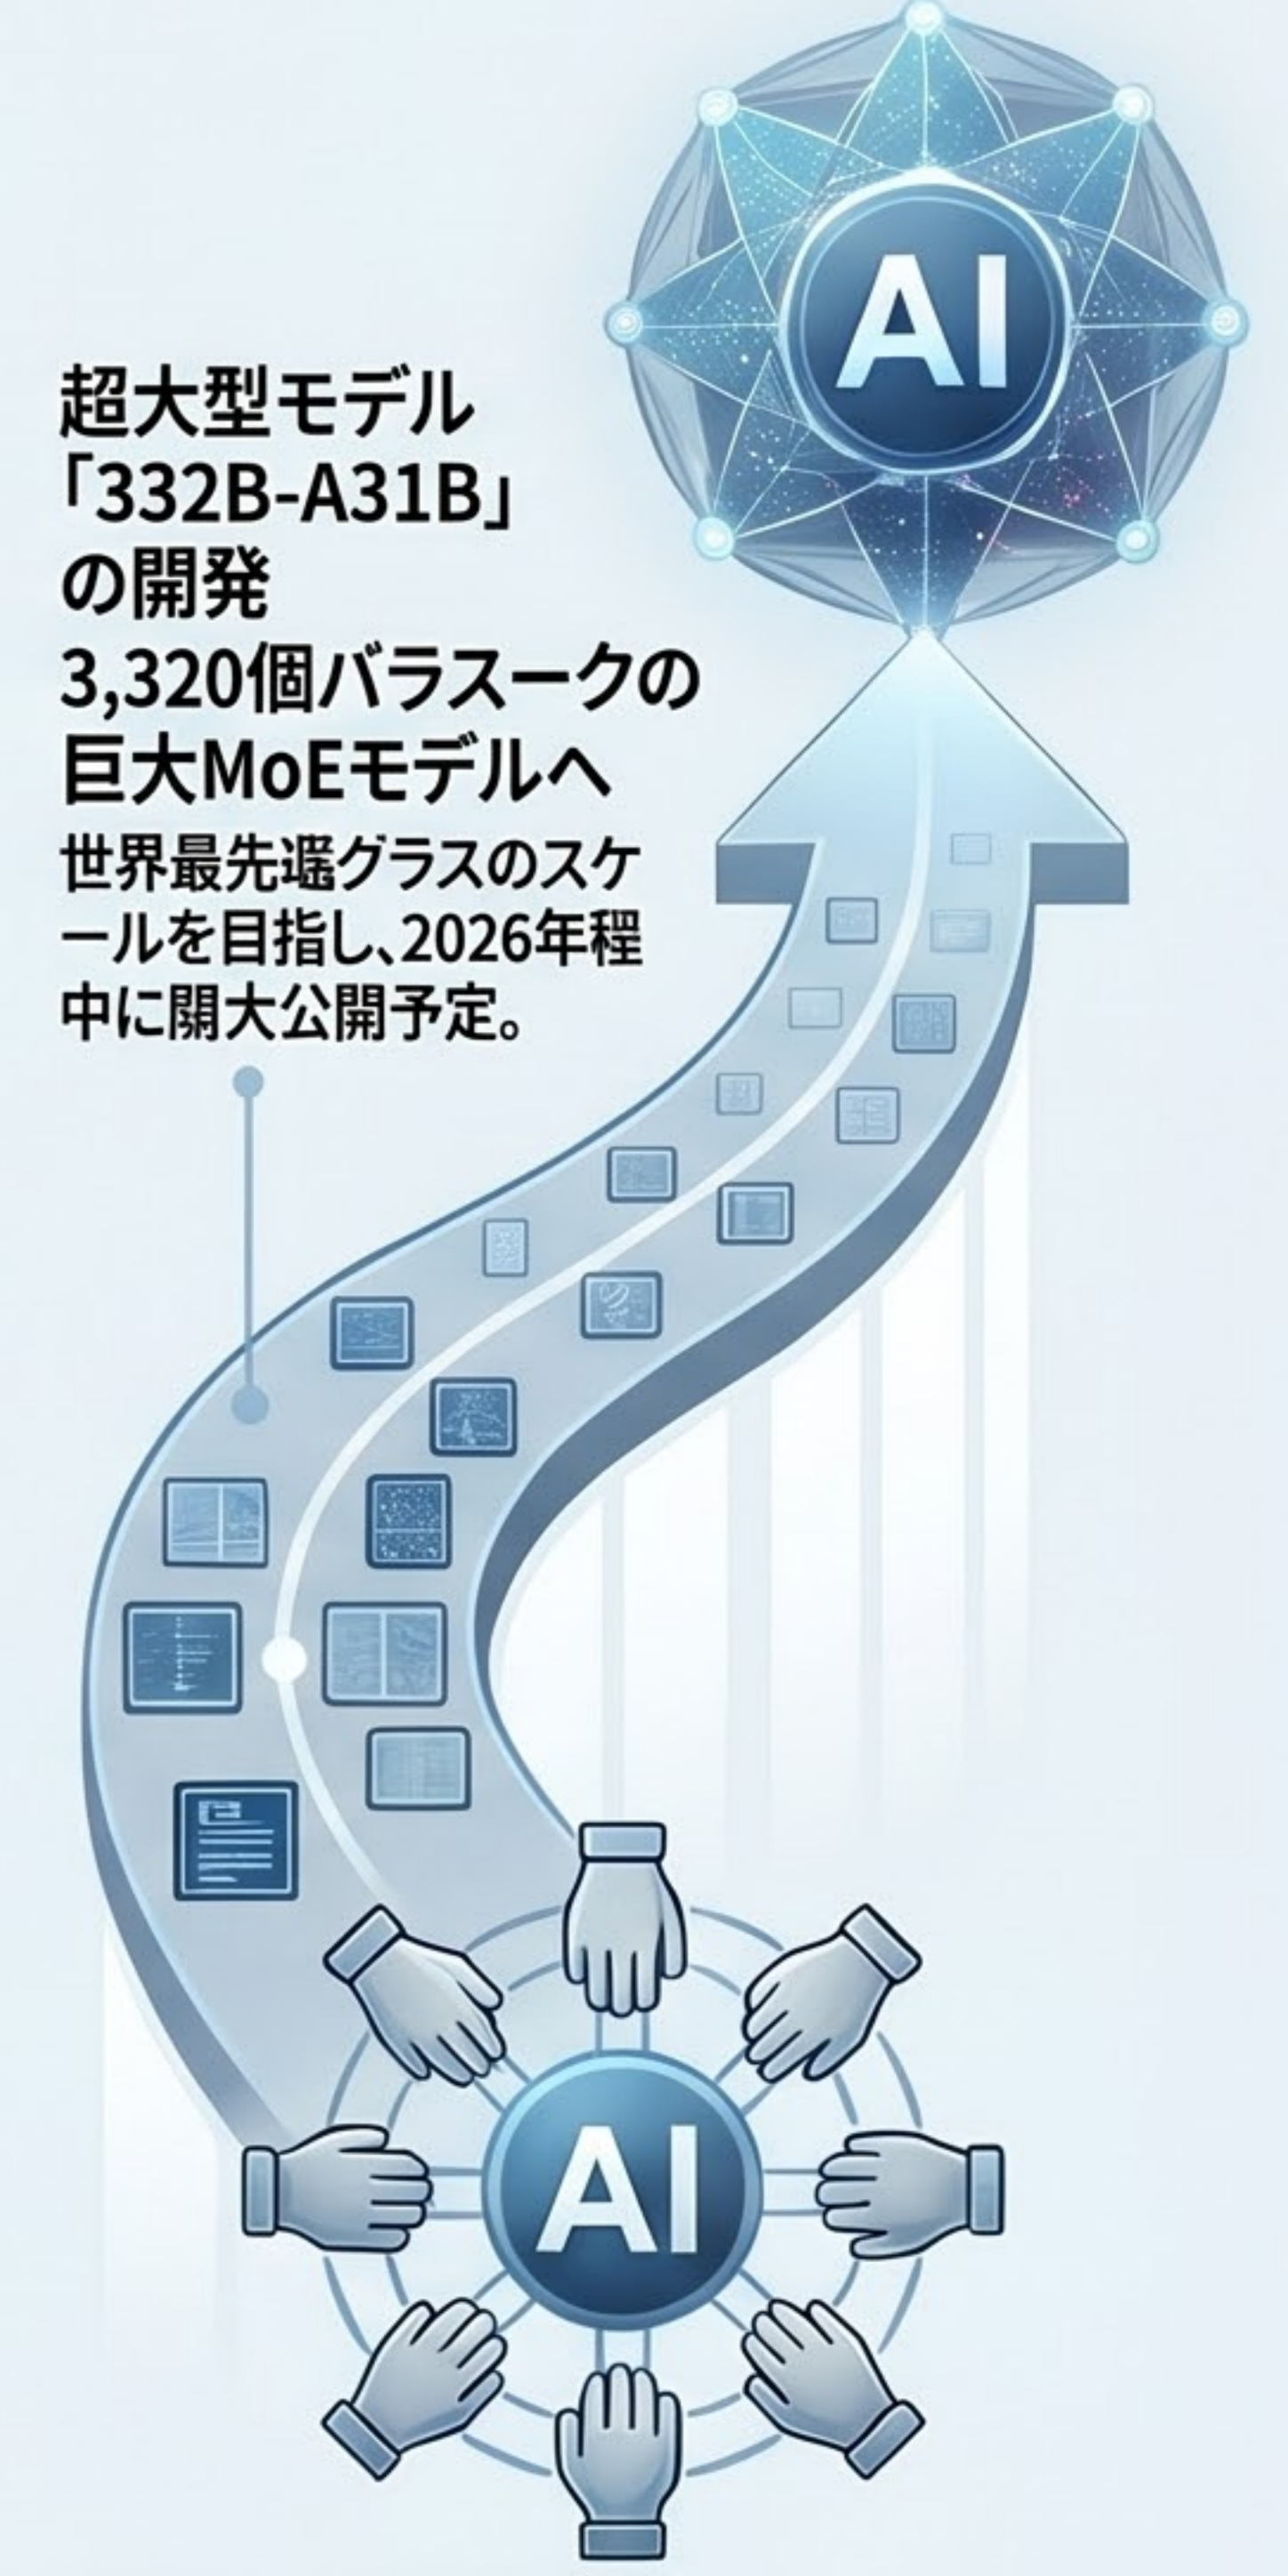 AI
超大型モデル
「332B-A31B」
の開発
3,320個バラスークの
巨大MoEモデルへ
世界最先グラスのスケ
ールを目指し、2026年程
中に開大公開予定。
AI